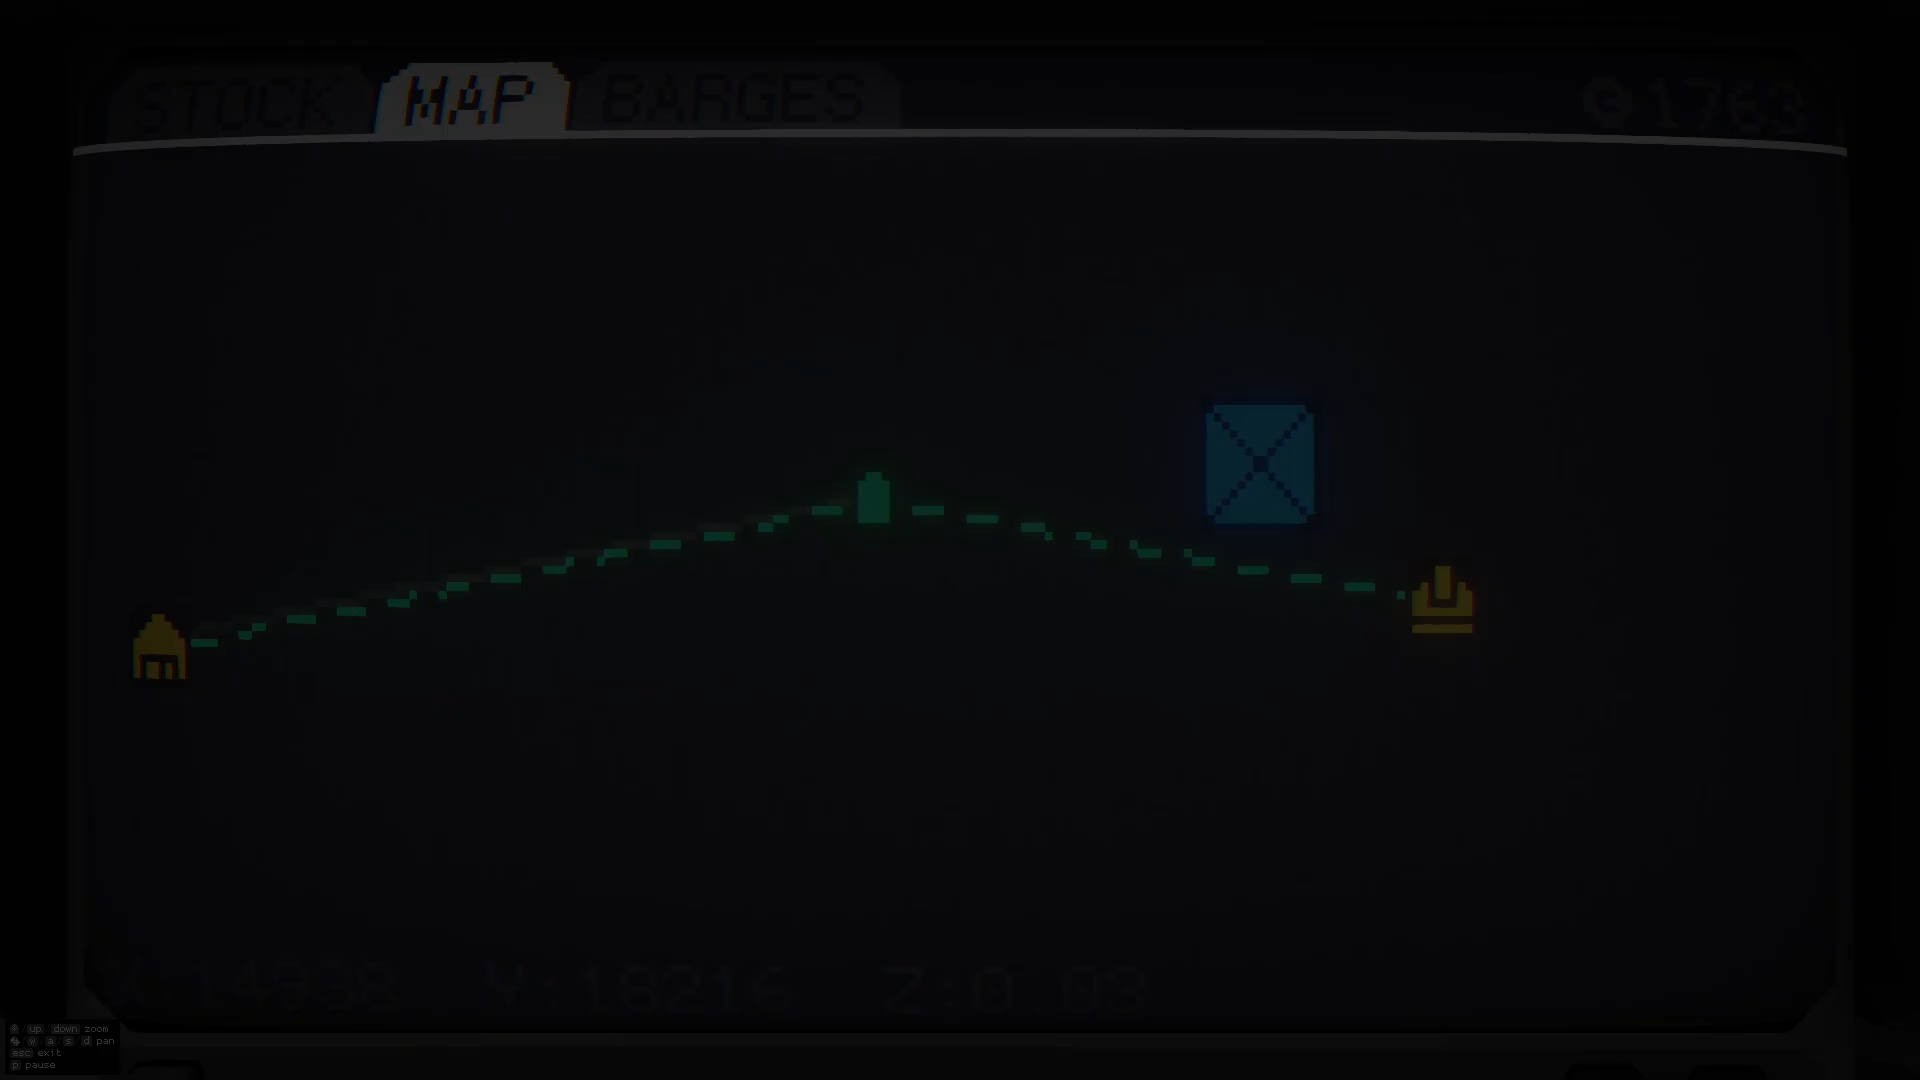 STOCK MAP BARGES C 1763
X:14938 Y:18216 Z:0.03
up down zoom
w a s d pan
esc exit
p pause